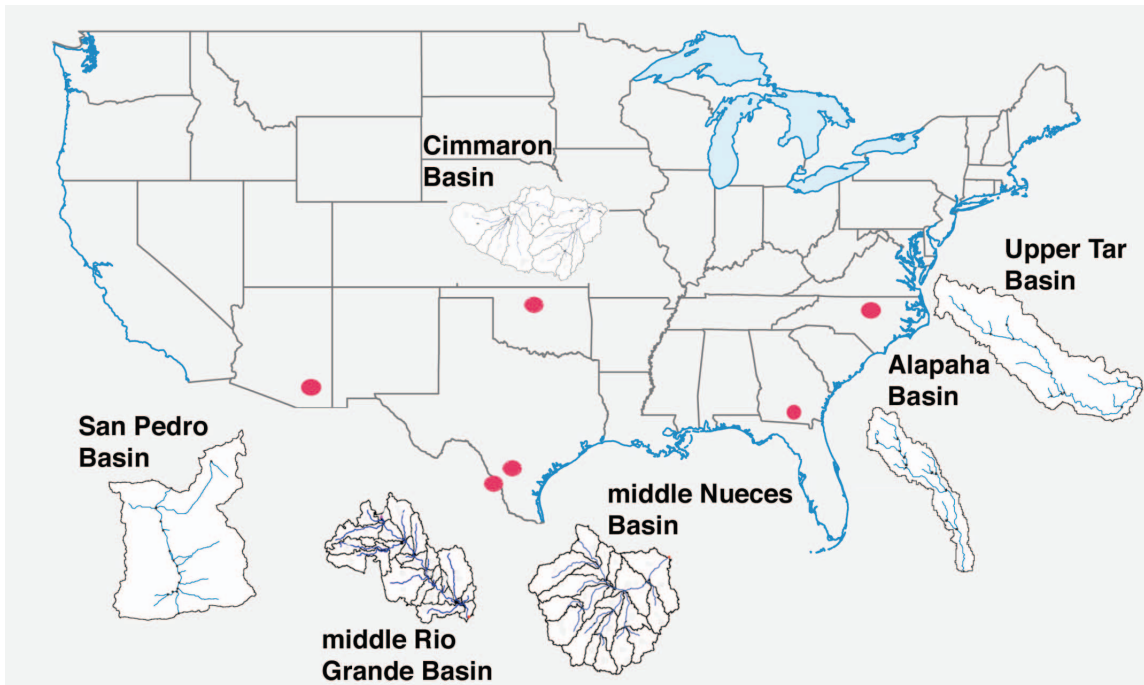 Cimmaron
Basin
Upper Tar
Basin
Alapaha
Basin
San Pedro
Basin
middle Nueces
Basin
middle Rio
Grande Basin